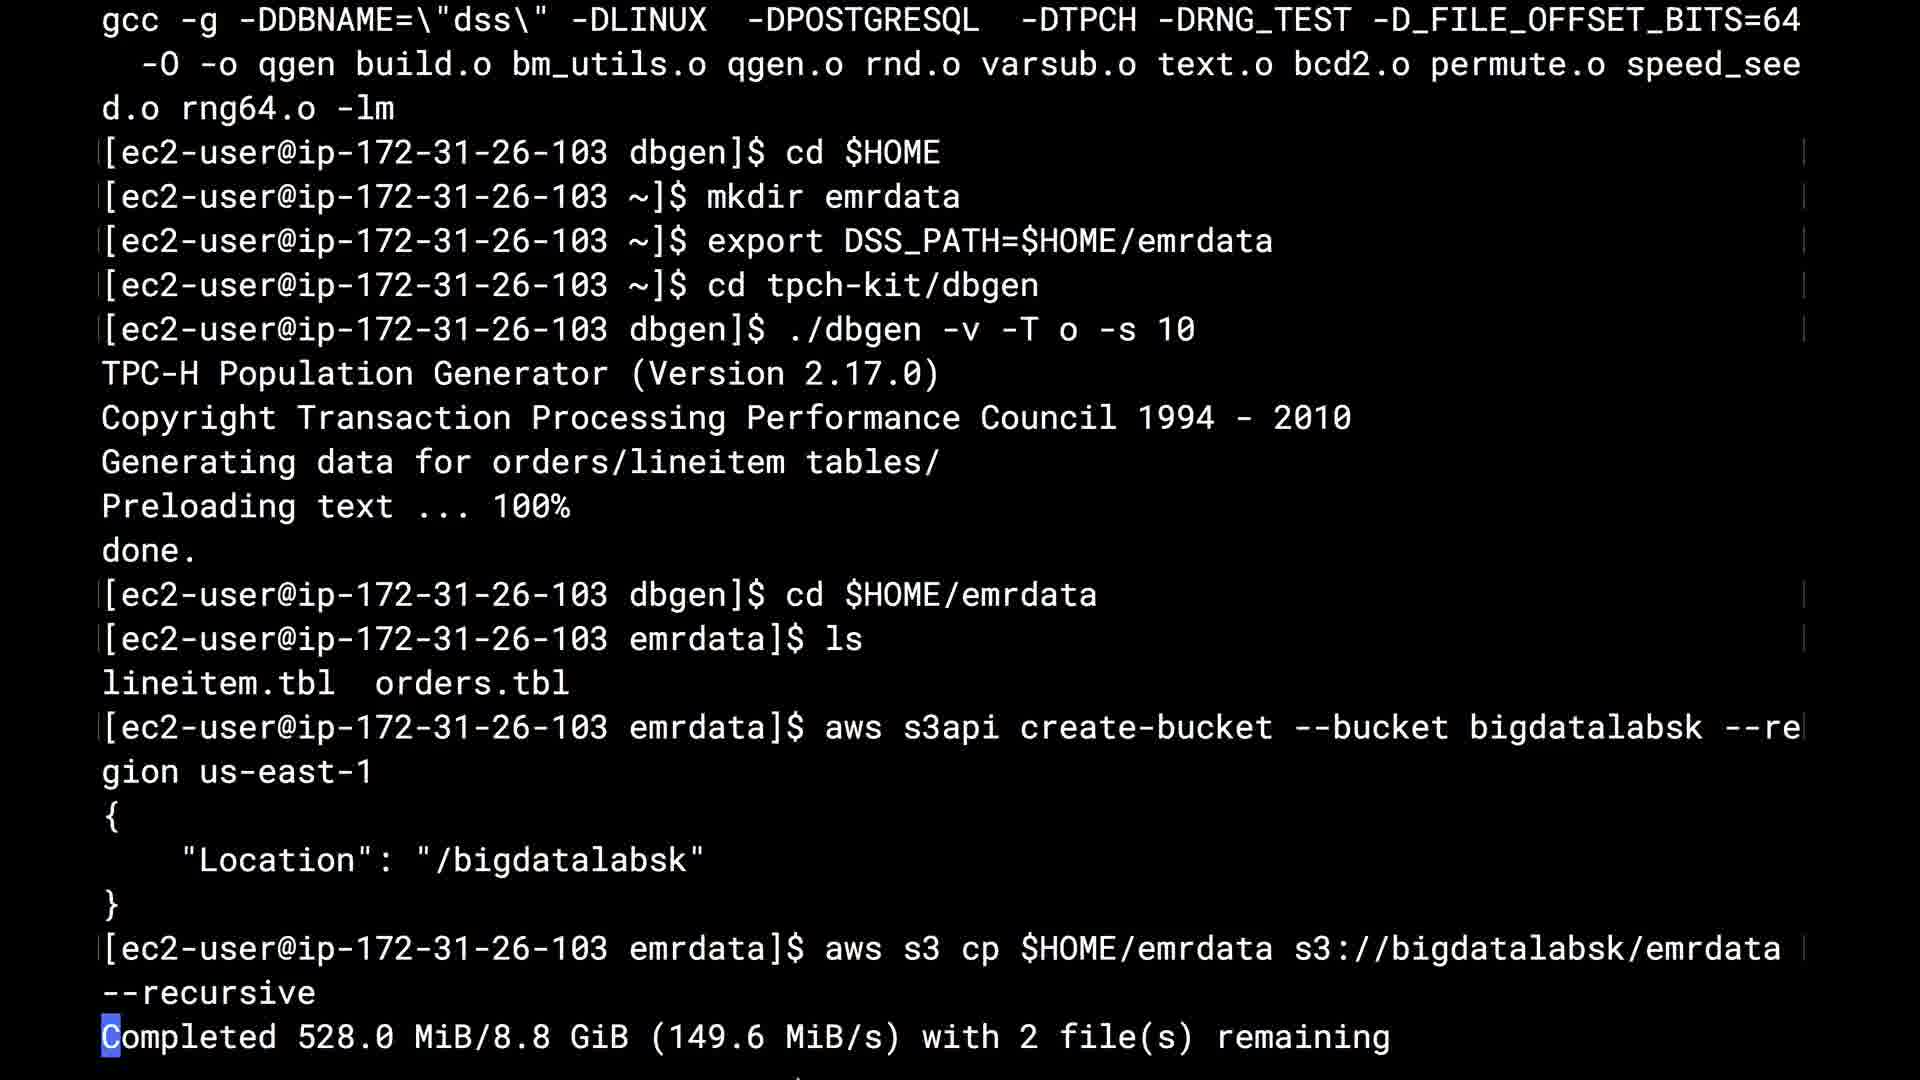 gcc -g -DDBNAME=\"dss\" -DLINUX  -DPOSTGRESQL  -DTPCH -DRNG_TEST -D_FILE_OFFSET_BITS=64
  -O -o qgen build.o bm_utils.o qgen.o rnd.o varsub.o text.o bcd2.o permute.o speed_see
d.o rng64.o -lm
[ec2-user@ip-172-31-26-103 dbgen]$ cd $HOME
[ec2-user@ip-172-31-26-103 ~]$ mkdir emrdata
[ec2-user@ip-172-31-26-103 ~]$ export DSS_PATH=$HOME/emrdata
[ec2-user@ip-172-31-26-103 ~]$ cd tpch-kit/dbgen
[ec2-user@ip-172-31-26-103 dbgen]$ ./dbgen -v -T o -s 10
TPC-H Population Generator (Version 2.17.0)
Copyright Transaction Processing Performance Council 1994 - 2010
Generating data for orders/lineitem tables/
Preloading text ... 100%
done.
[ec2-user@ip-172-31-26-103 dbgen]$ cd $HOME/emrdata
[ec2-user@ip-172-31-26-103 emrdata]$ ls
lineitem.tbl  orders.tbl
[ec2-user@ip-172-31-26-103 emrdata]$ aws s3api create-bucket --bucket bigdatalabsk --re
gion us-east-1
{
    "Location": "/bigdatalabsk"
}
[ec2-user@ip-172-31-26-103 emrdata]$ aws s3 cp $HOME/emrdata s3://bigdatalabsk/emrdata
--recursive
Completed 528.0 MiB/8.8 GiB (149.6 MiB/s) with 2 file(s) remaining